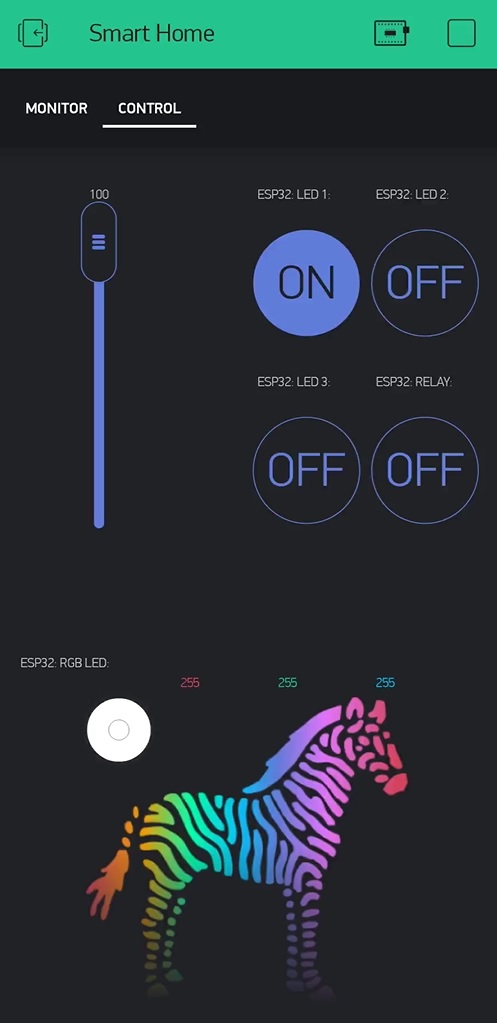 Smart Home
MONITOR CONTROL
100
ESP32: LED 1: ESP32: LED 2:
ON OFF
ESP32: LED 3: ESP32: RELAY:
OFF OFF
ESP32: RGB LED:
255 255 255